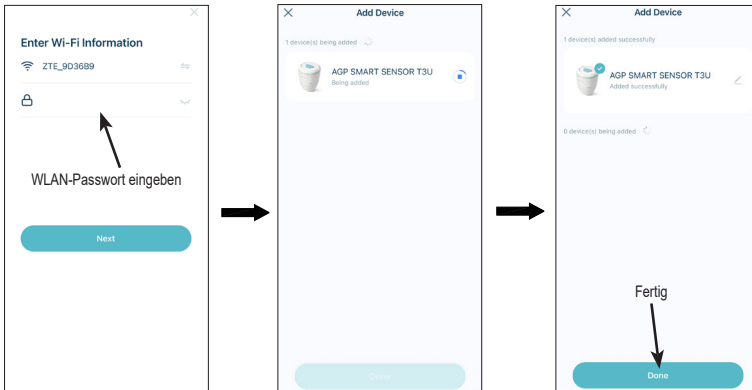 Enter Wi-Fi Information
ZTE_9D36B9
WLAN-Passwort eingeben
Next
Add Device
1 device(s) being added
AGP SMART SENSOR T3U
Being added
Done
Add Device
1 device(s) added successfully
AGP SMART SENSOR T3U
Added successfully
0 device(s) being added
Fertig
Done